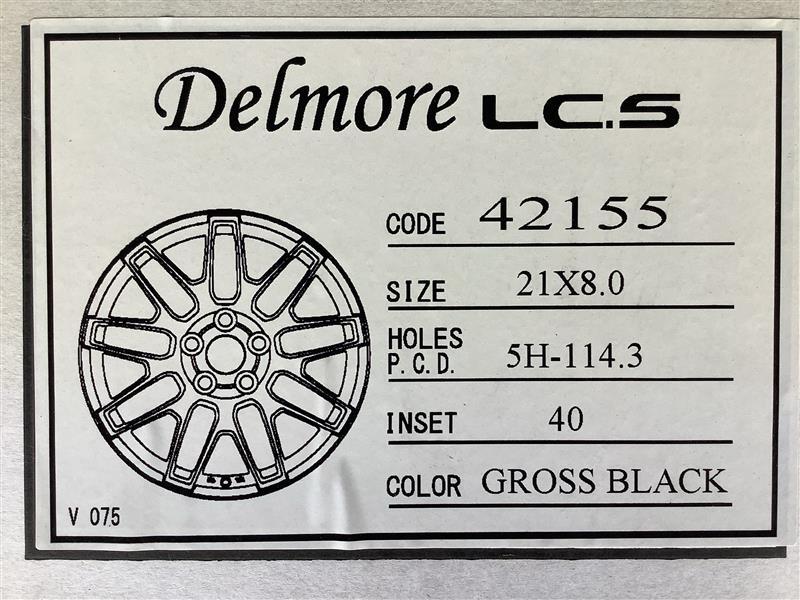 Delmore LC.S
CODE 42155
SIZE 21X8.0
HOLES
P.C.D. 5H-114.3
INSET 40
COLOR GROSS BLACK
V 075